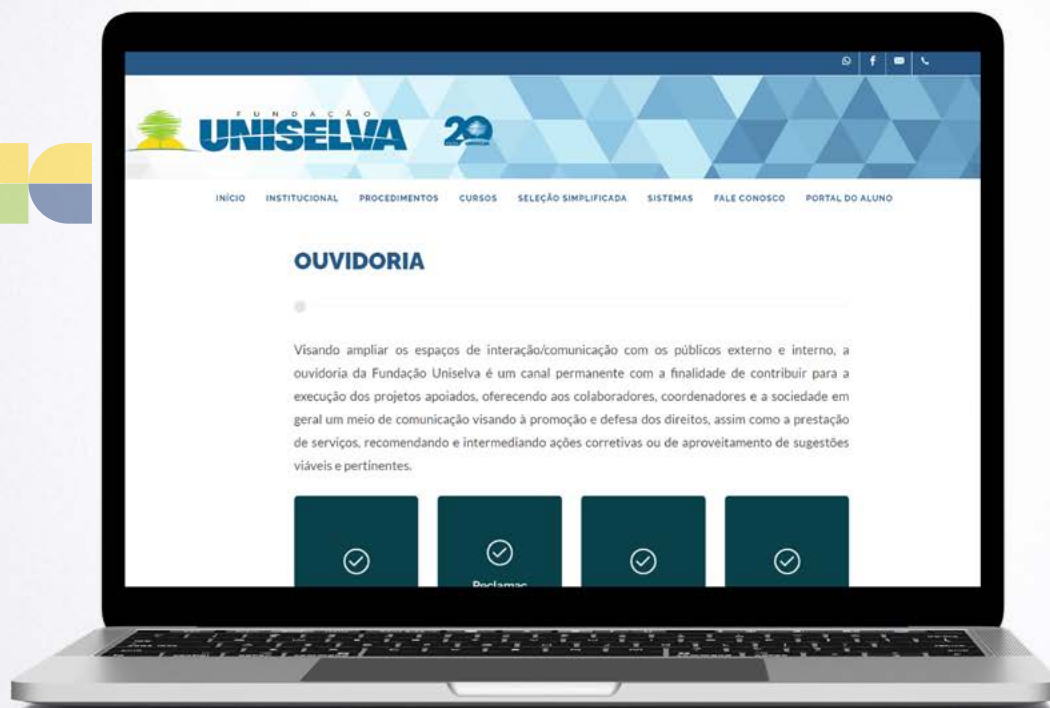 FUNDAÇÃO
UNISELVA 20
INÍCIO INSTITUCIONAL PROCEDIMENTOS CURSOS SELEÇÃO SIMPLIFICADA SISTEMAS FALE CONOSCO PORTAL DO ALUNO
OUVIDORIA
Visando ampliar os espaços de interação/comunicação com os públicos externo e interno, a
ouvidoria da Fundação Uniselva é um canal permanente com a finalidade de contribuir para a
execução dos projetos apoiados, oferecendo aos colaboradores, coordenadores e a sociedade em
geral um meio de comunicação visando à promoção e defesa dos direitos, assim como a prestação
de serviços, recomendando e intermediando ações corretivas ou de aproveitamento de sugestões
viáveis e pertinentes.